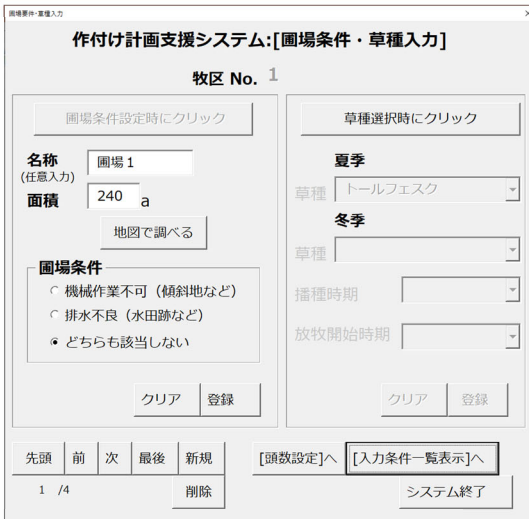 圃場要件・草種入力
作付け計画支援システム:[圃場条件・草種入力]
牧区 No. 1
圃場条件設定時にクリック
名称
(任意入力)
圃場１
面積
240
a
地図で調べる
圃場条件
機械作業不可（傾斜地など）
排水不良（水田跡など）
どちらも該当しない
クリア
登録
草種選択時にクリック
夏季
草種
トールフェスク
冬季
草種
播種時期
放牧開始時期
クリア
登録
先頭
前
次
最後
新規
1 /4
削除
[頭数設定]へ
[入力条件一覧表示]へ
システム終了